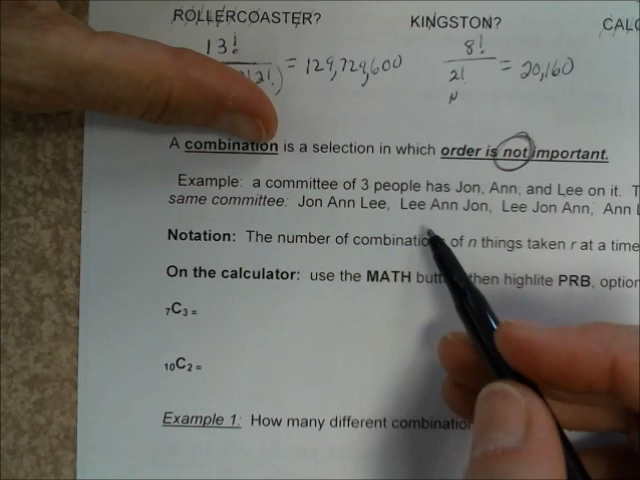 ROLLERCOASTER? KINGSTON? CALC
13! = 129,729,600 8! = 20,160
2!) 2!
N
A combination is a selection in which order is not important.
Example: a committee of 3 people has Jon, Ann, and Lee on it. T
same committee: Jon Ann Lee, Lee Ann Jon, Lee Jon Ann, Ann L
Notation: The number of combinations of n things taken r at a time
On the calculator: use the MATH button then highlite PRB, option
₇C₃ =
₁₀C₂ =
Example 1: How many different combination